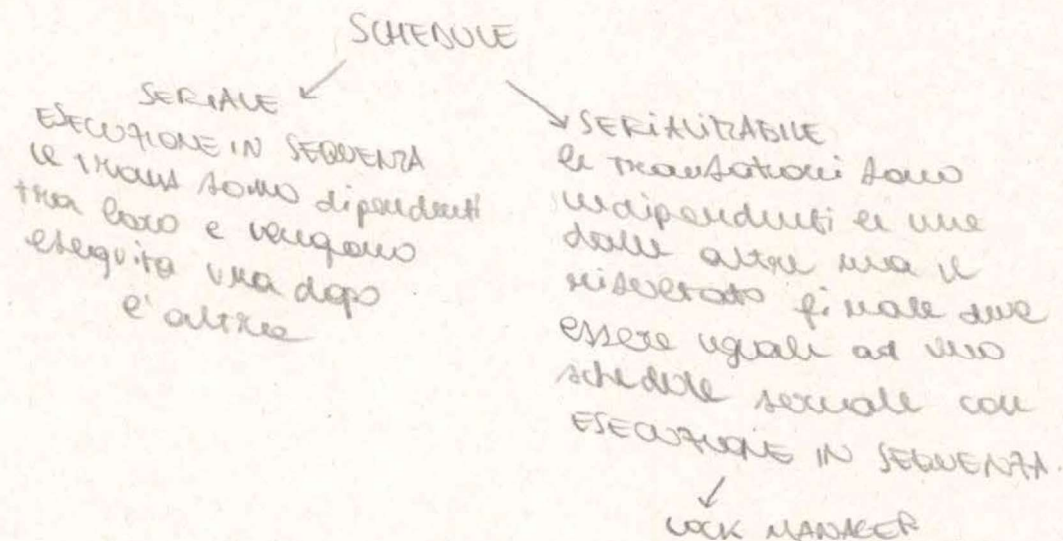 SCHEDULE
SERIALE
ESECUZIONE IN SEQUENZA
le trans sono dipendenti
tra loro e vengono
eseguita una dopo
l'altra
SERIALIZZABILE
le transazioni sono
indipendenti le une
dalle altre ma il
risultato finale deve
essere uguale ad uno
schedule seriale con
ESECUZIONE IN SEQUENZA.
LOCK MANAGER